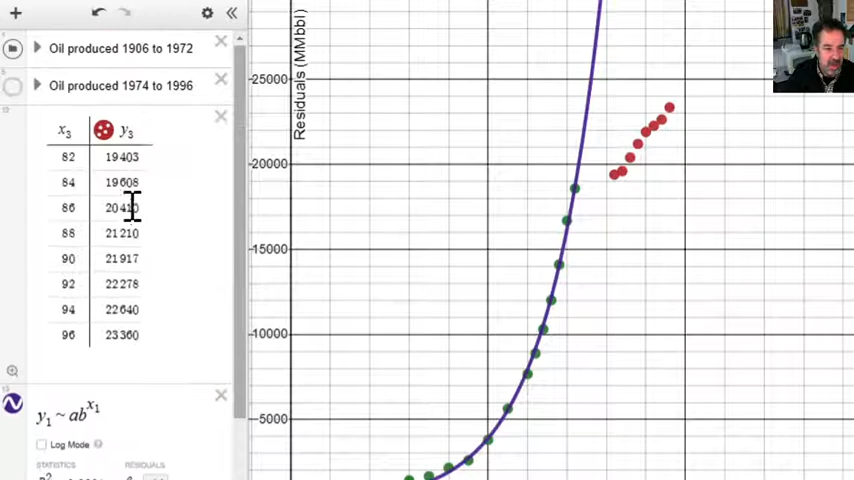 Oil produced 1906 to 1972
Oil produced 1974 to 1996
x3 y3
82 19403
84 19608
86 20410
88 21210
90 21917
92 22278
94 22640
96 23360
y1 ~ ab^x1
Log Mode
STATISTICS RESIDUALS
Residuals (MMbbl)
25000
20000
15000
10000
5000